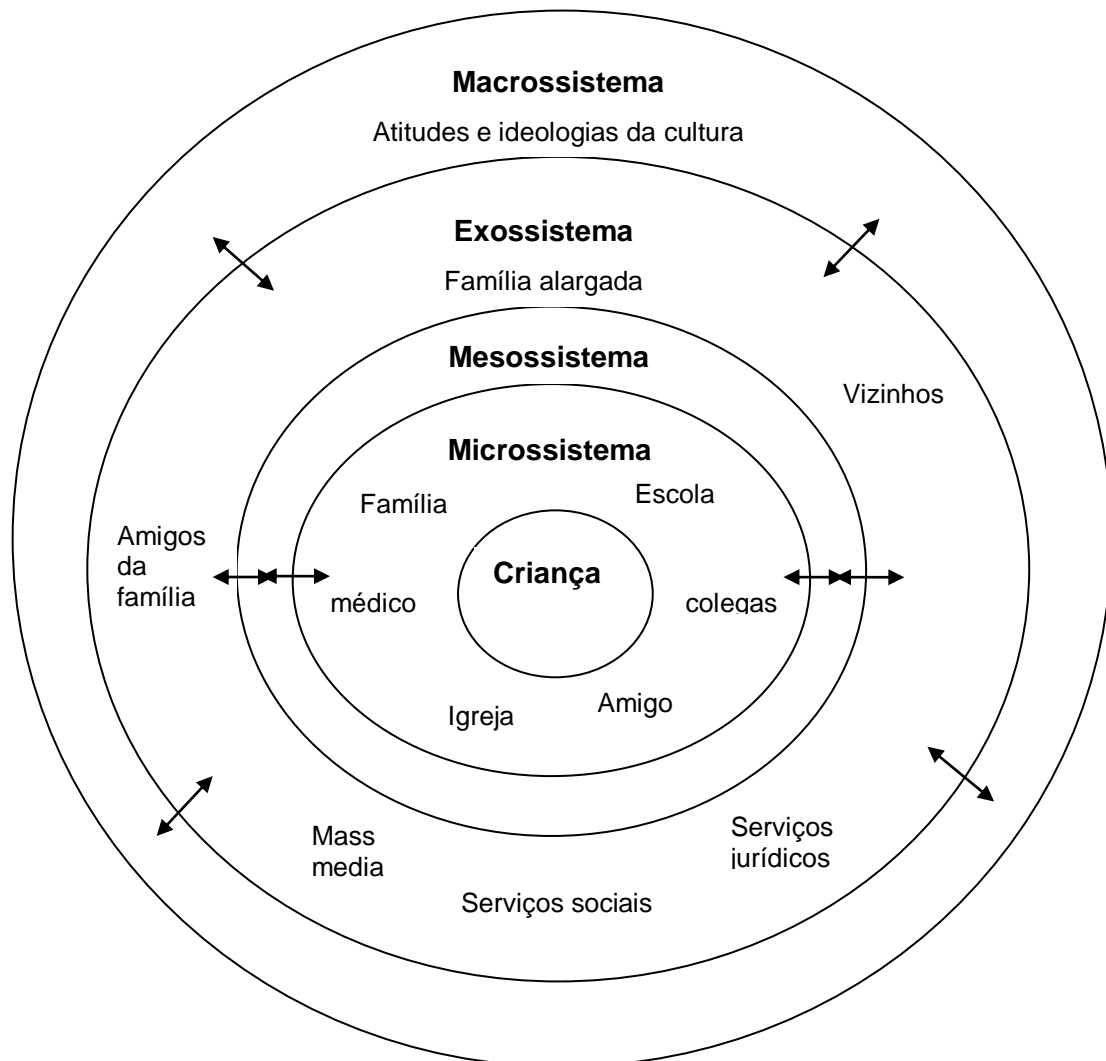 Macrossistema
Atitudes e ideologias da cultura
Exossistema
Família alargada
Mesossistema
Vizinhos
Microssistema
Família
Escola
Amigos
da
família
Criança
médico
colegas
Igreja
Amigo
Mass
media
Serviços
jurídicos
Serviços sociais